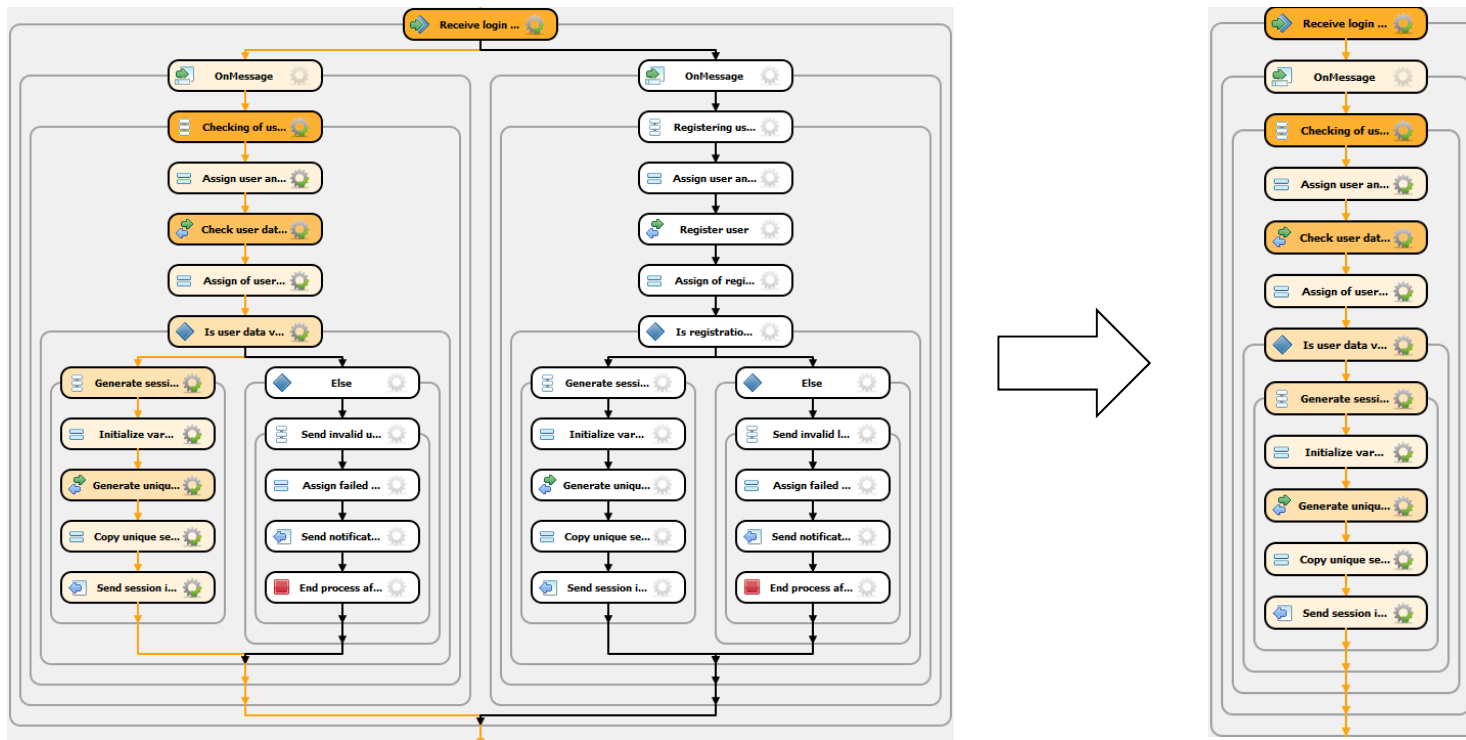 Receive login ...
OnMessage
OnMessage
Checking of us...
Registering us...
Assign user an...
Assign user an...
Check user dat...
Register user
Assign of user...
Assign of regi...
Is user data v...
Is registratio...
Generate sessi...
Else
Generate sessi...
Else
Initialize var...
Send invalid u...
Initialize var...
Send invalid l...
Generate uniqu...
Assign failed ...
Generate uniqu...
Assign failed ...
Copy unique se...
Send notificat...
Copy unique se...
Send notificat...
Send session i...
End process af...
Send session i...
End process af...
Receive login ...
OnMessage
Checking of us...
Assign user an...
Check user dat...
Assign of user...
Is user data v...
Generate sessi...
Initialize var...
Generate uniqu...
Copy unique se...
Send session i...